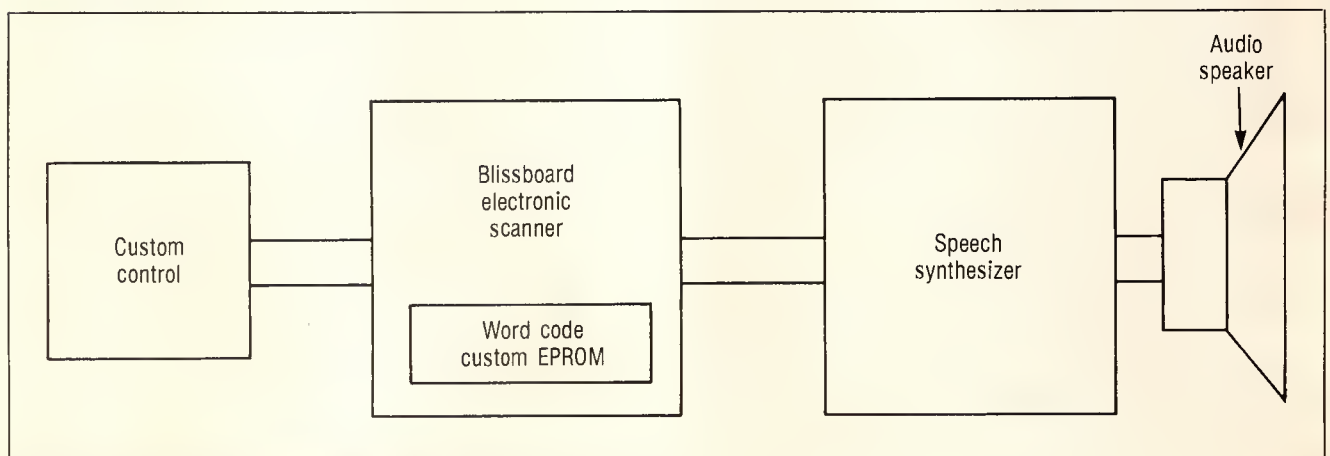 Custom
control
Blissboard
electronic
scanner
Word code
custom EPROM
Speech
synthesizer
Audio
speaker